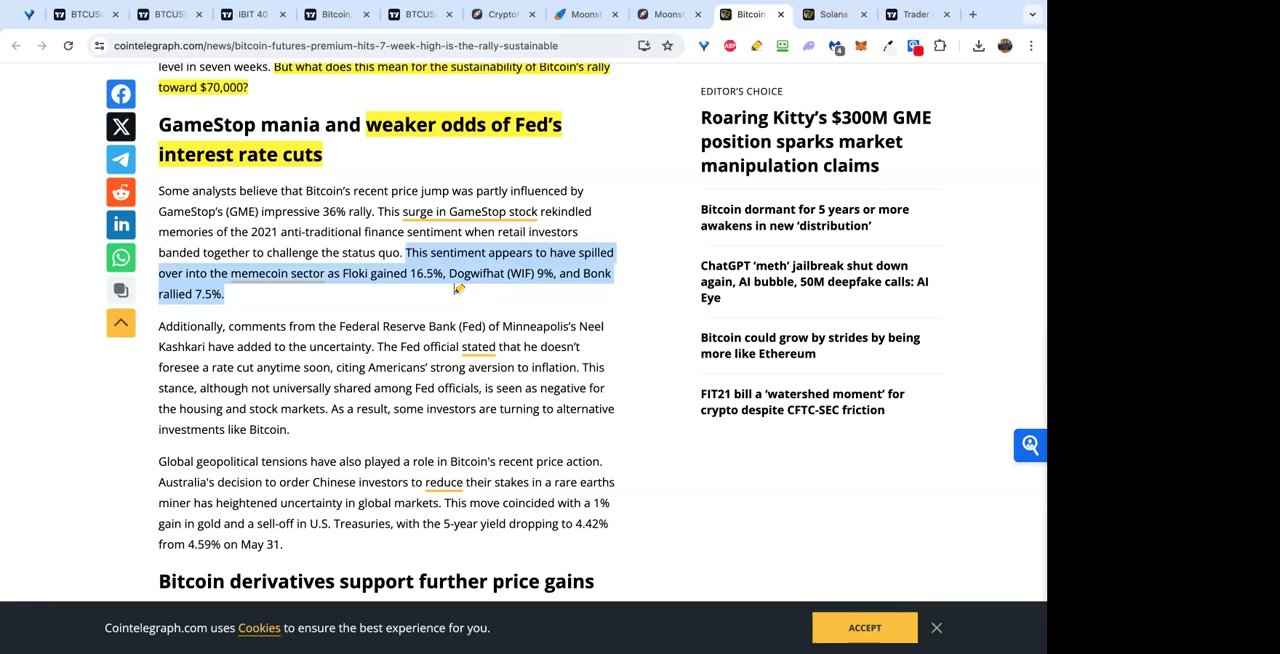 BTCUS
BTCUS
IBIT 40
Bitcoin,
BTCUS
Crypto
Moonst
Moonst
Bitcoin
Solana
Trader
cointelegraph.com/news/bitcoin-futures-premium-hits-7-week-high-is-the-rally-sustainable
ABP
4
level in seven weeks. But what does this mean for the sustainability of Bitcoin's rally
toward $70,000?
GameStop mania and weaker odds of Fed's
interest rate cuts
Some analysts believe that Bitcoin's recent price jump was partly influenced by
GameStop's (GME) impressive 36% rally. This surge in GameStop stock rekindled
memories of the 2021 anti-traditional finance sentiment when retail investors
banded together to challenge the status quo. This sentiment appears to have spilled
over into the memecoin sector as Floki gained 16.5%, Dogwifhat (WIF) 9%, and Bonk
rallied 7.5%.
Additionally, comments from the Federal Reserve Bank (Fed) of Minneapolis's Neel
Kashkari have added to the uncertainty. The Fed official stated that he doesn't
foresee a rate cut anytime soon, citing Americans' strong aversion to inflation. This
stance, although not universally shared among Fed officials, is seen as negative for
the housing and stock markets. As a result, some investors are turning to alternative
investments like Bitcoin.
Global geopolitical tensions have also played a role in Bitcoin's recent price action.
Australia's decision to order Chinese investors to reduce their stakes in a rare earths
miner has heightened uncertainty in global markets. This move coincided with a 1%
gain in gold and a sell-off in U.S. Treasuries, with the 5-year yield dropping to 4.42%
from 4.59% on May 31.
Bitcoin derivatives support further price gains
EDITOR'S CHOICE
Roaring Kitty's $300M GME
position sparks market
manipulation claims
Bitcoin dormant for 5 years or more
awakens in new 'distribution'
ChatGPT 'meth' jailbreak shut down
again, AI bubble, 50M deepfake calls: AI
Eye
Bitcoin could grow by strides by being
more like Ethereum
FIT21 bill a 'watershed moment' for
crypto despite CFTC-SEC friction
Cointelegraph.com uses Cookies to ensure the best experience for you.
ACCEPT